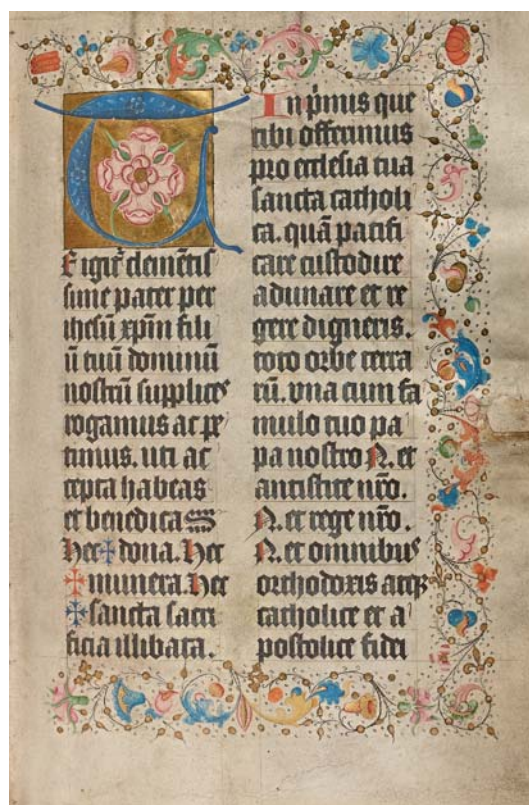 T
E igit᷑ clemētis
sime pater per
ihesū xp̄m fili
ū tuū dominū
nostrū supplices
rogamus ac pe
timus. uti ac
cepta habeas
et benedicas
Hec ✠ dona. Hec
✠ munera. Hec
✠ sancta sacri
ficia illibata.
In p̄mis que
tibi offerimus
pro ecclesia tua
sancta catholi
ca. quā pacifi
care custodire
adunare et re
gere digneris.
toto orbe terra
rū. vna cum fa
mulo tuo pa
pa nostro N. et
antistite nr̄o.
N. et rege nr̄o.
N. et omnibus
orthodoxis atqꝫ
catholice et a
postolice fidei